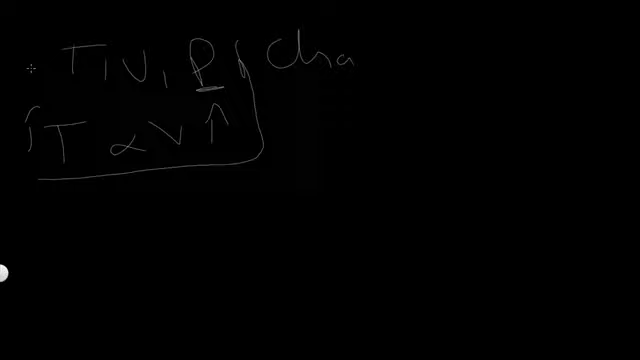 T, V, P, Cha
↑T ∝ V↑